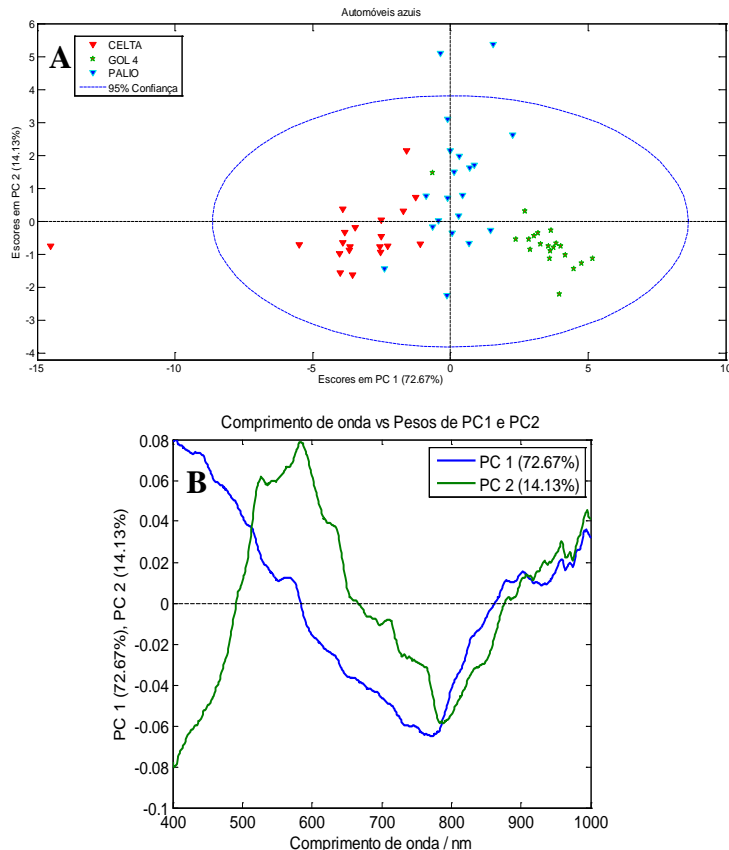 Automóveis azuis
A
CELTA
GOL 4
PALIO
95% Confiança
6
5
4
3
2
1
0
-1
-2
-3
-4
Escores em PC 2 (14.13%)
-15
-10
-5
0
5
10
Escores em PC 1 (72.67%)
Comprimento de onda vs Pesos de PC1 e PC2
B
PC 1 (72.67%)
PC 2 (14.13%)
0.08
0.06
0.04
0.02
0
-0.02
-0.04
-0.06
-0.08
-0.1
PC 1 (72.67%), PC 2 (14.13%)
400
500
600
700
800
900
1000
Comprimento de onda / nm